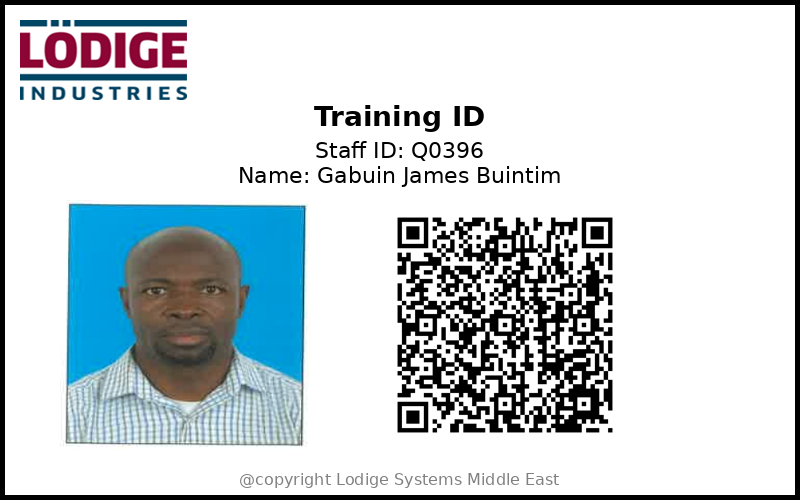 LÖDIGE
INDUSTRIES
Training ID
Staff ID: Q0396
Name: Gabuin James Buintim
@copyright Lodige Systems Middle East